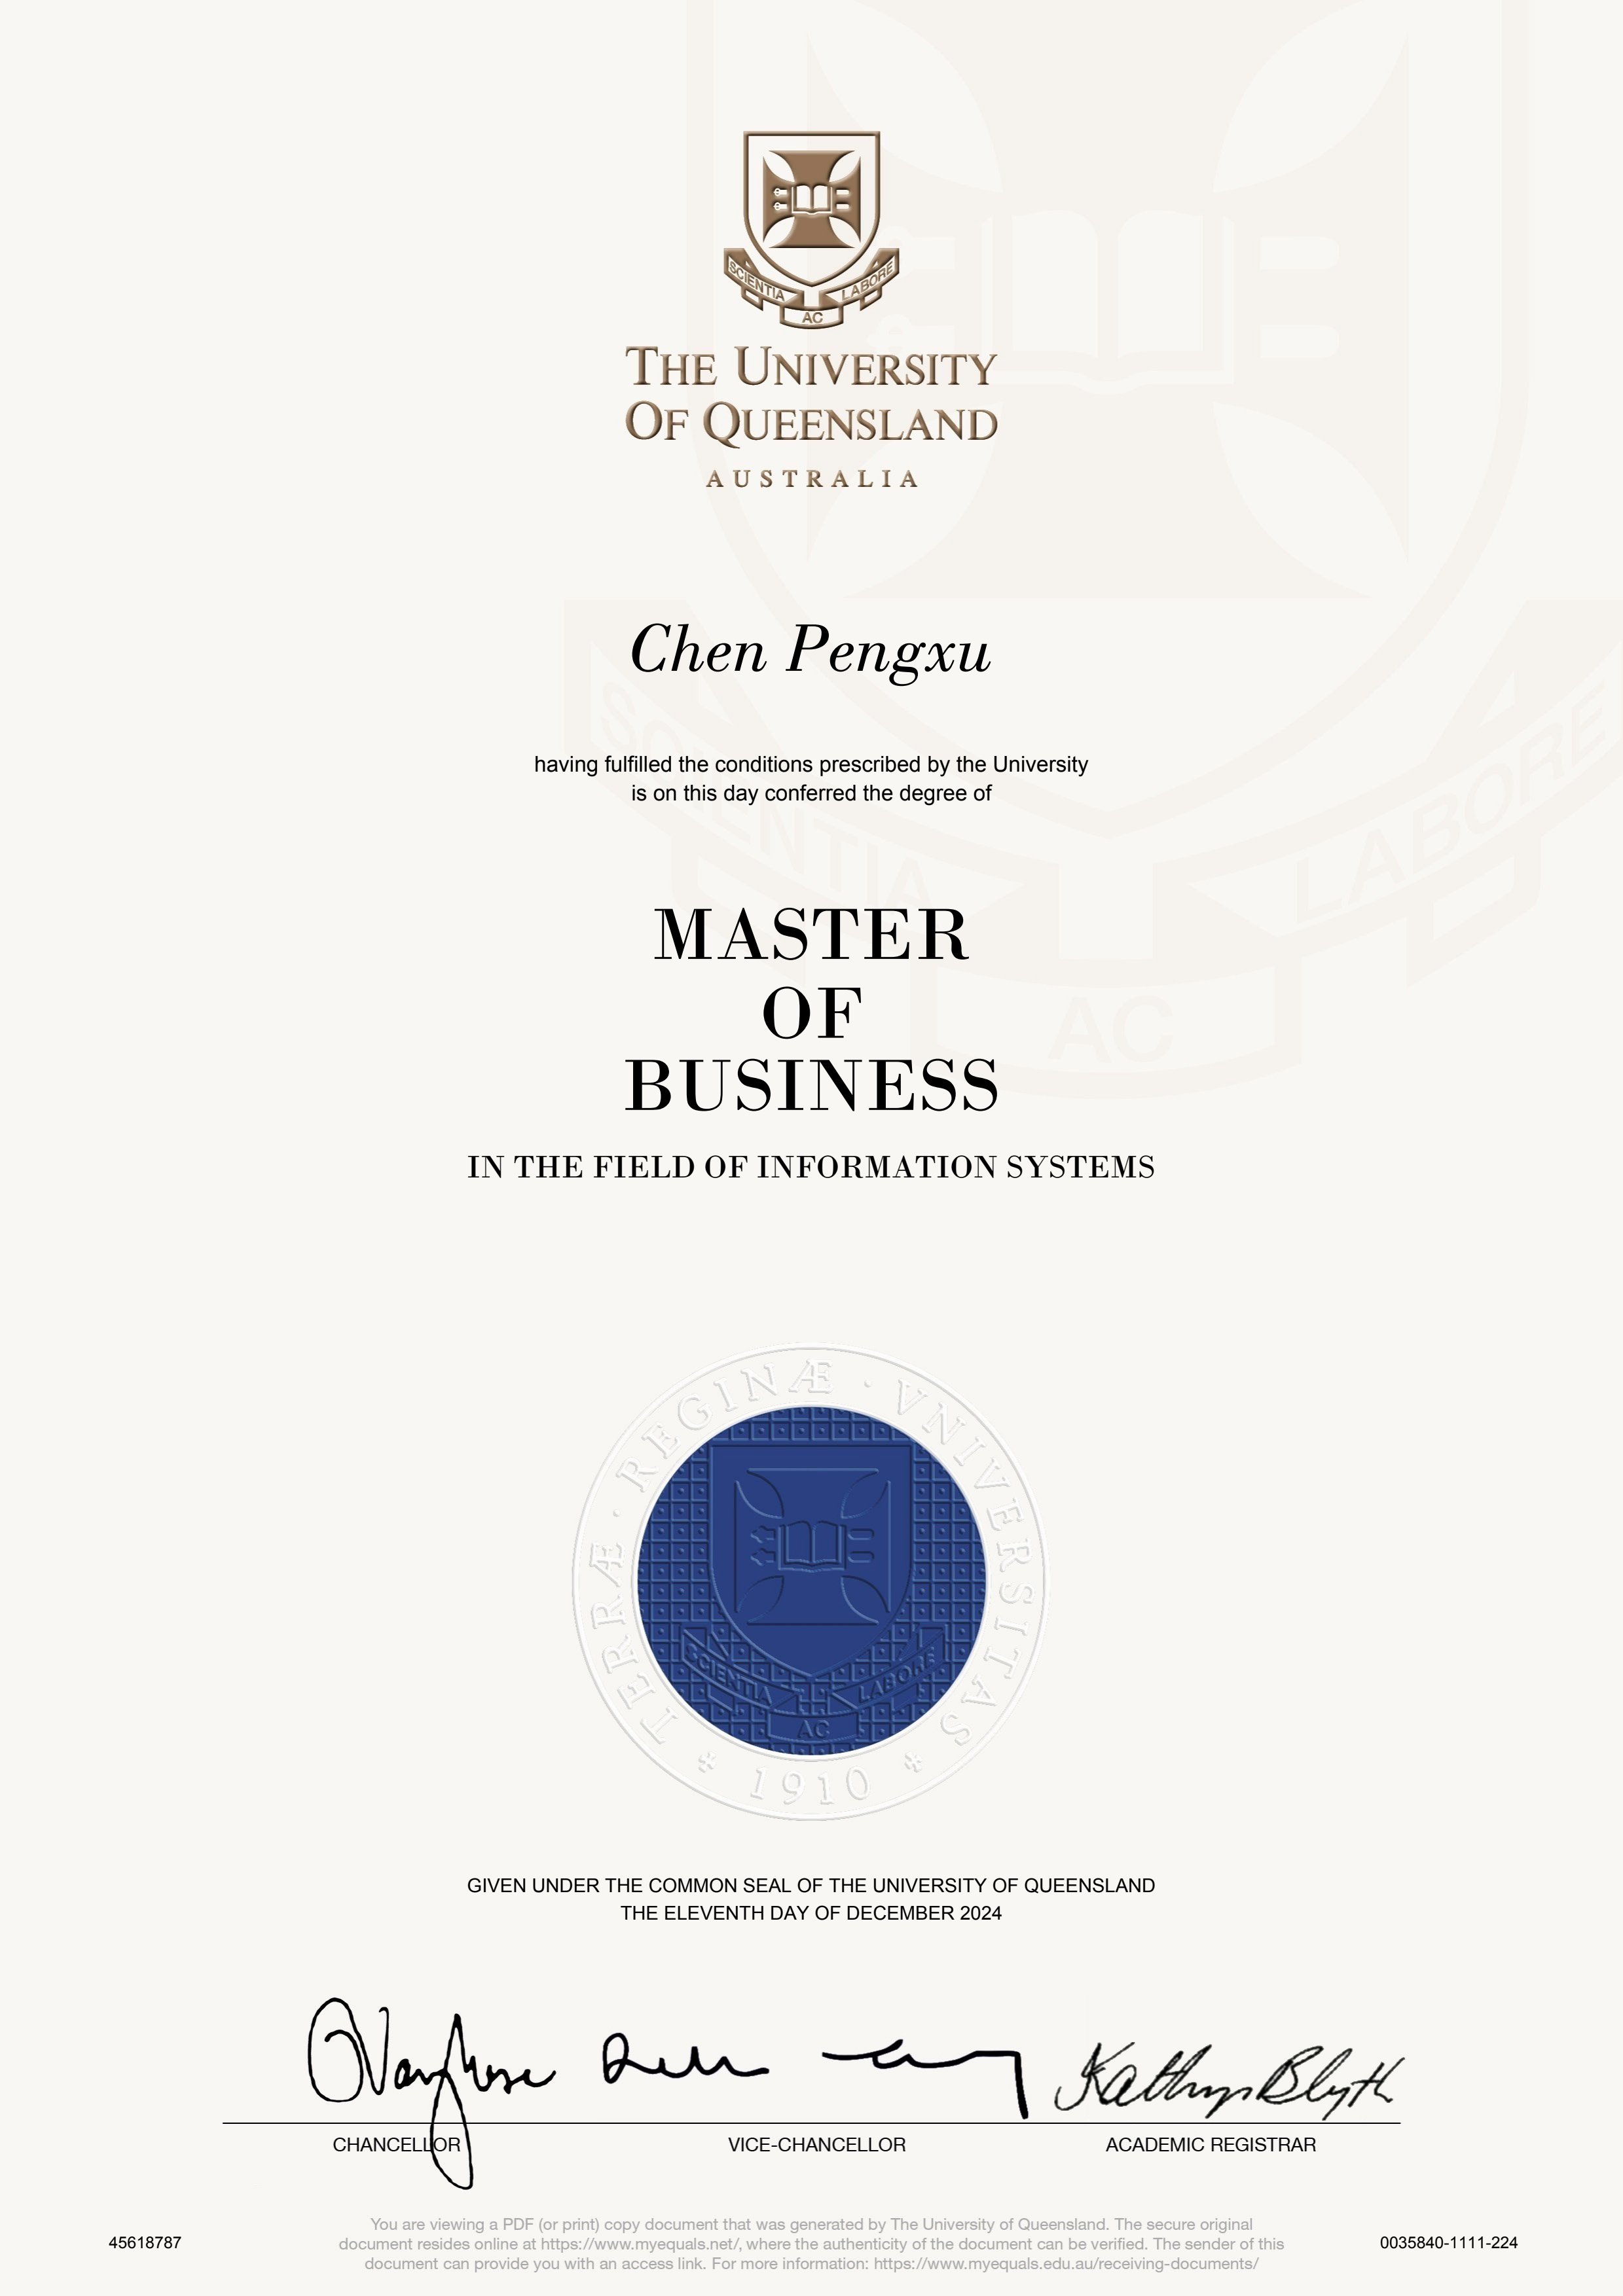 SCIENTIA AC LABORE
THE UNIVERSITY
OF QUEENSLAND
AUSTRALIA
SCIENTIA AC LABORE
Chen Pengxu
having fulfilled the conditions prescribed by the University
is on this day conferred the degree of
MASTER
OF
BUSINESS
IN THE FIELD OF INFORMATION SYSTEMS
TERRÆ · REGINÆ · VNIVERSITAS
SCIENTIA AC LABORE
* 1910 *
GIVEN UNDER THE COMMON SEAL OF THE UNIVERSITY OF QUEENSLAND
THE ELEVENTH DAY OF DECEMBER 2024
Kathryn Blyth
CHANCELLOR VICE-CHANCELLOR ACADEMIC REGISTRAR
You are viewing a PDF (or print) copy document that was generated by The University of Queensland. The secure original
document resides online at https://www.myequals.net/, where the authenticity of the document can be verified. The sender of this
document can provide you with an access link. For more information: https://www.myequals.edu.au/receiving-documents/
45618787
0035840-1111-224